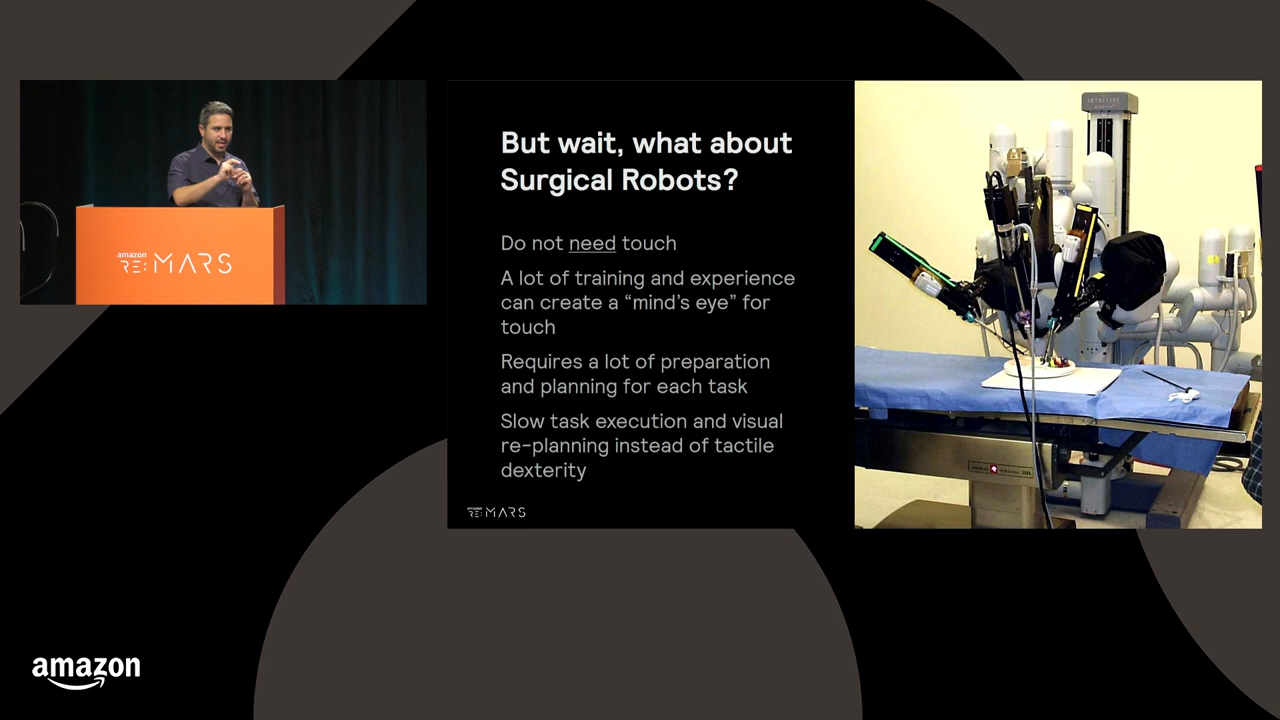 amazon
RE:MARS
But wait, what about
Surgical Robots?
Do not need touch
A lot of training and experience
can create a “mind’s eye” for
touch
Requires a lot of preparation
and planning for each task
Slow task execution and visual
re-planning instead of tactile
dexterity
amazon
RE:MARS
INTUITIVE
amazon